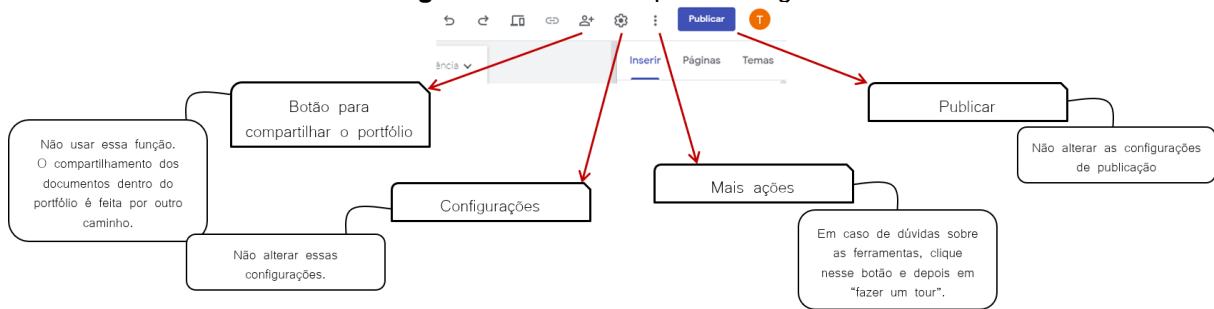 Publicar
T
ência
Inserir Páginas Temas
Botão para
compartilhar o portfólio
Publicar
Não usar essa função.
O compartilhamento dos
documentos dentro do
portfólio é feita por outro
caminho.
Não alterar as configurações
de publicação
Mais ações
Configurações
Em caso de dúvidas sobre
as ferramentas, clique
nesse botão e depois em
“fazer um tour”.
Não alterar essas
configurações.